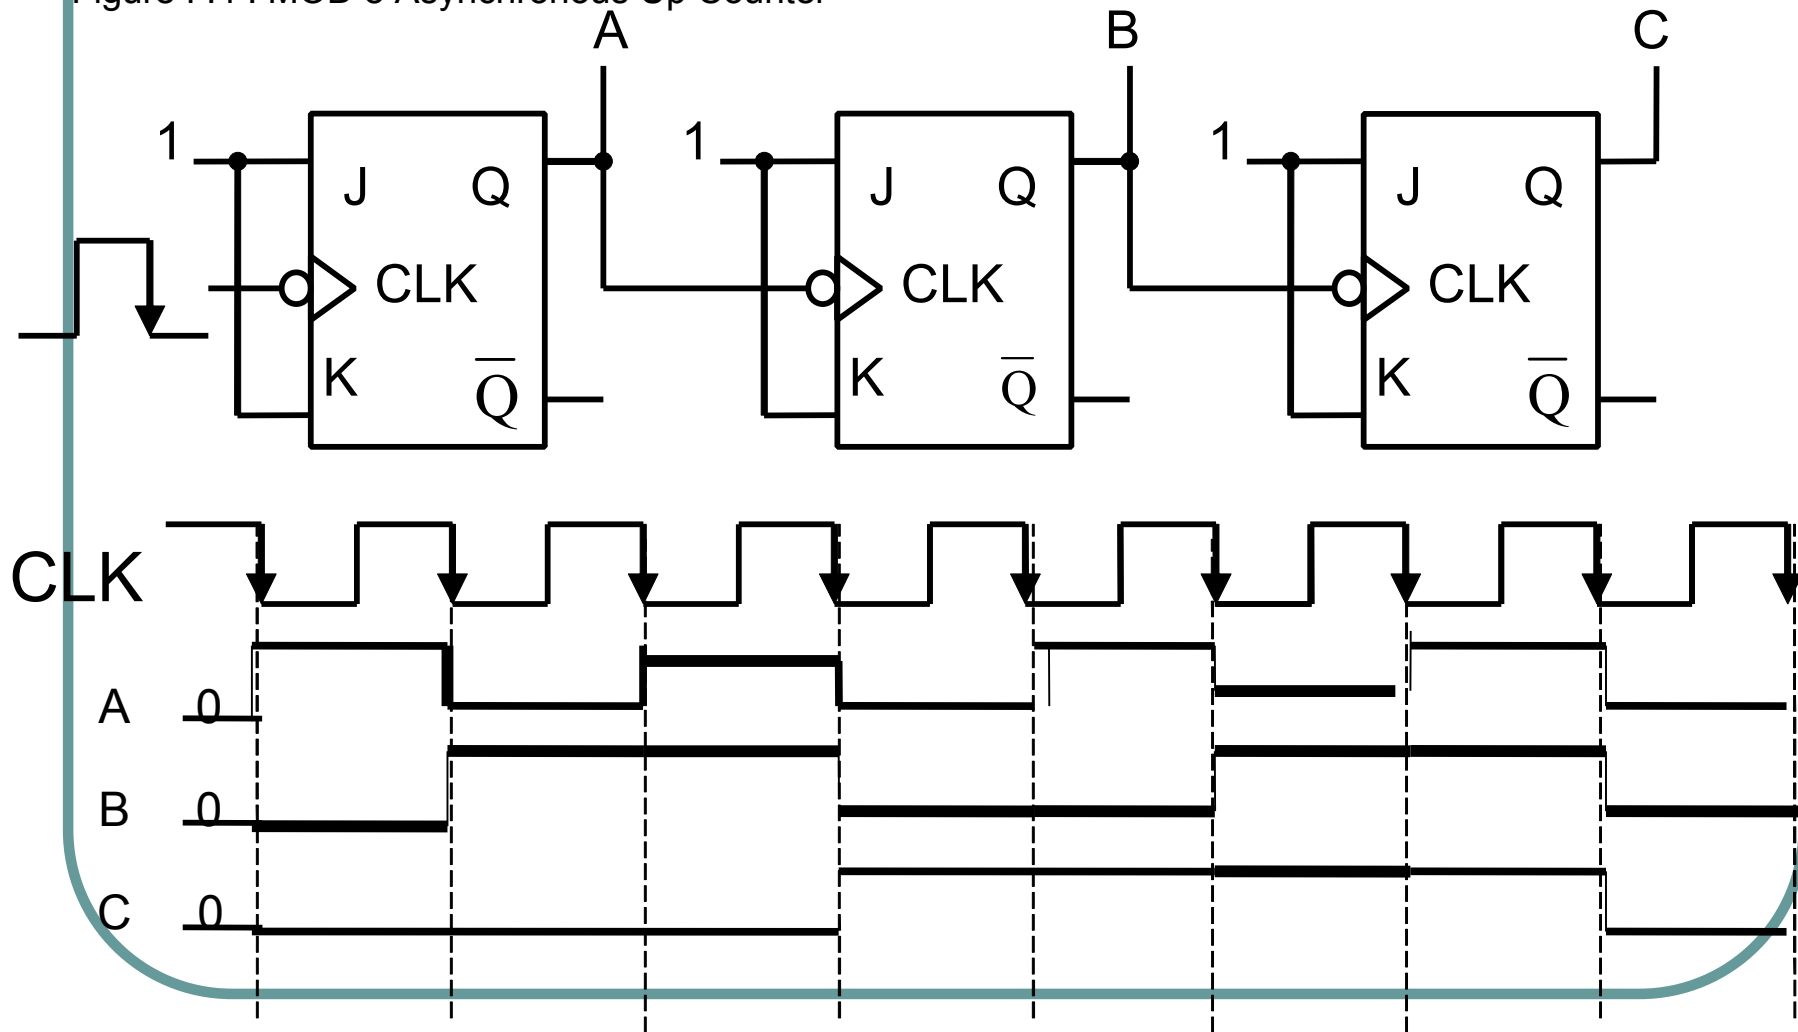 A B C
1 1 1
J Q J Q J Q
CLK CLK CLK
K Q K Q K Q
CLK
A 0
B 0
C 0